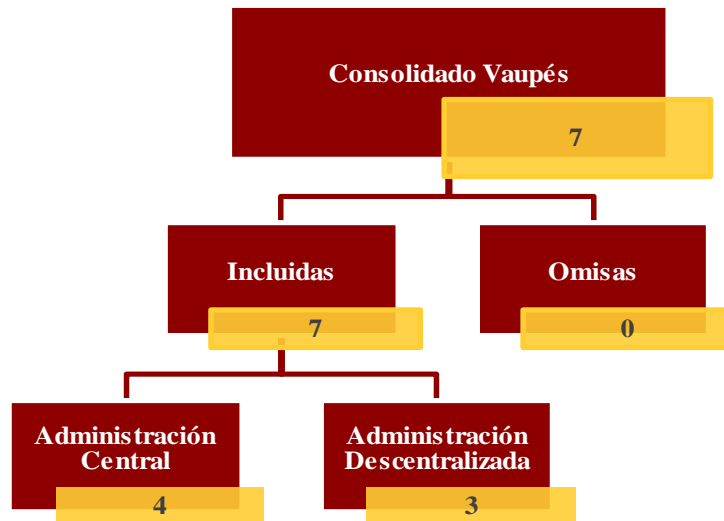 Consolidado Vaupés
7
Incluidas
7
Omisas
0
Administración
Central
4
Administración
Descentralizada
3